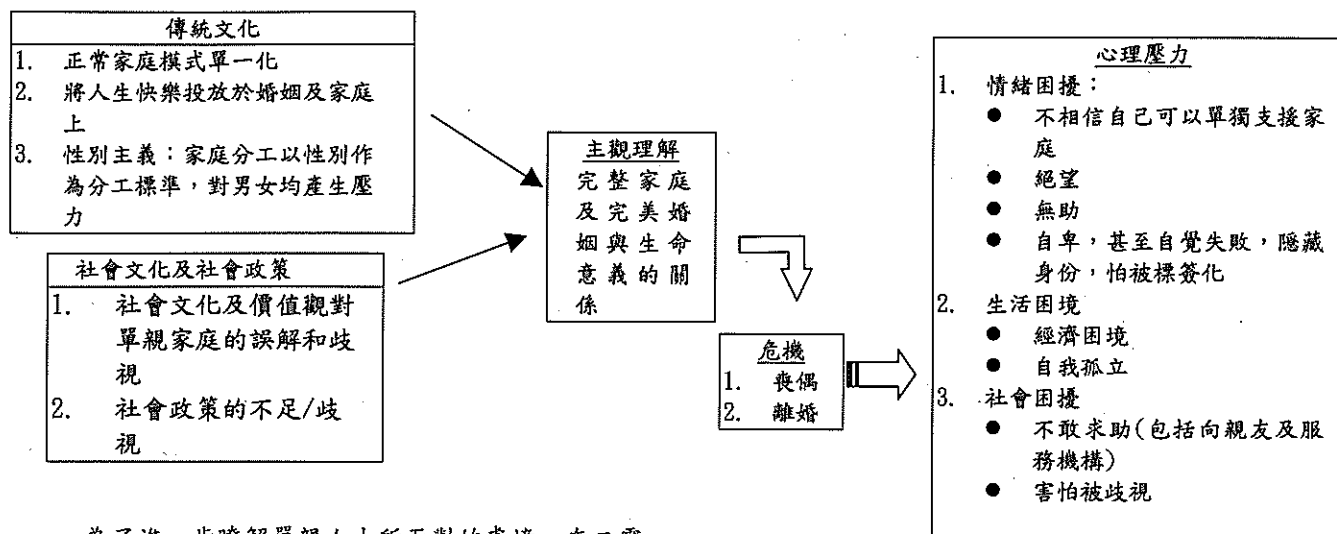 傳統文化
1. 正常家庭模式單一化
2. 將人生快樂投放於婚姻及家庭
上
3. 性別主義：家庭分工以性別作
為分工標準，對男女均產生壓
力
社會文化及社會政策
1. 社會文化及價值觀對
單親家庭的誤解和歧
視
2. 社會政策的不足/歧
視
主觀理解
完整家庭
及完美婚
姻與生命
意義的關
係
危機
1. 喪偶
2. 離婚
心理壓力
1. 情緒困擾：
● 不相信自己可以單獨支援家
庭
● 絕望
● 無助
● 自卑，甚至自覺失敗，隱藏
身份，怕被標簽化
2. 生活困境
● 經濟困境
● 自我孤立
3. 社會困擾
● 不敢求助(包括向親友及服
務機構)
● 害怕被歧視